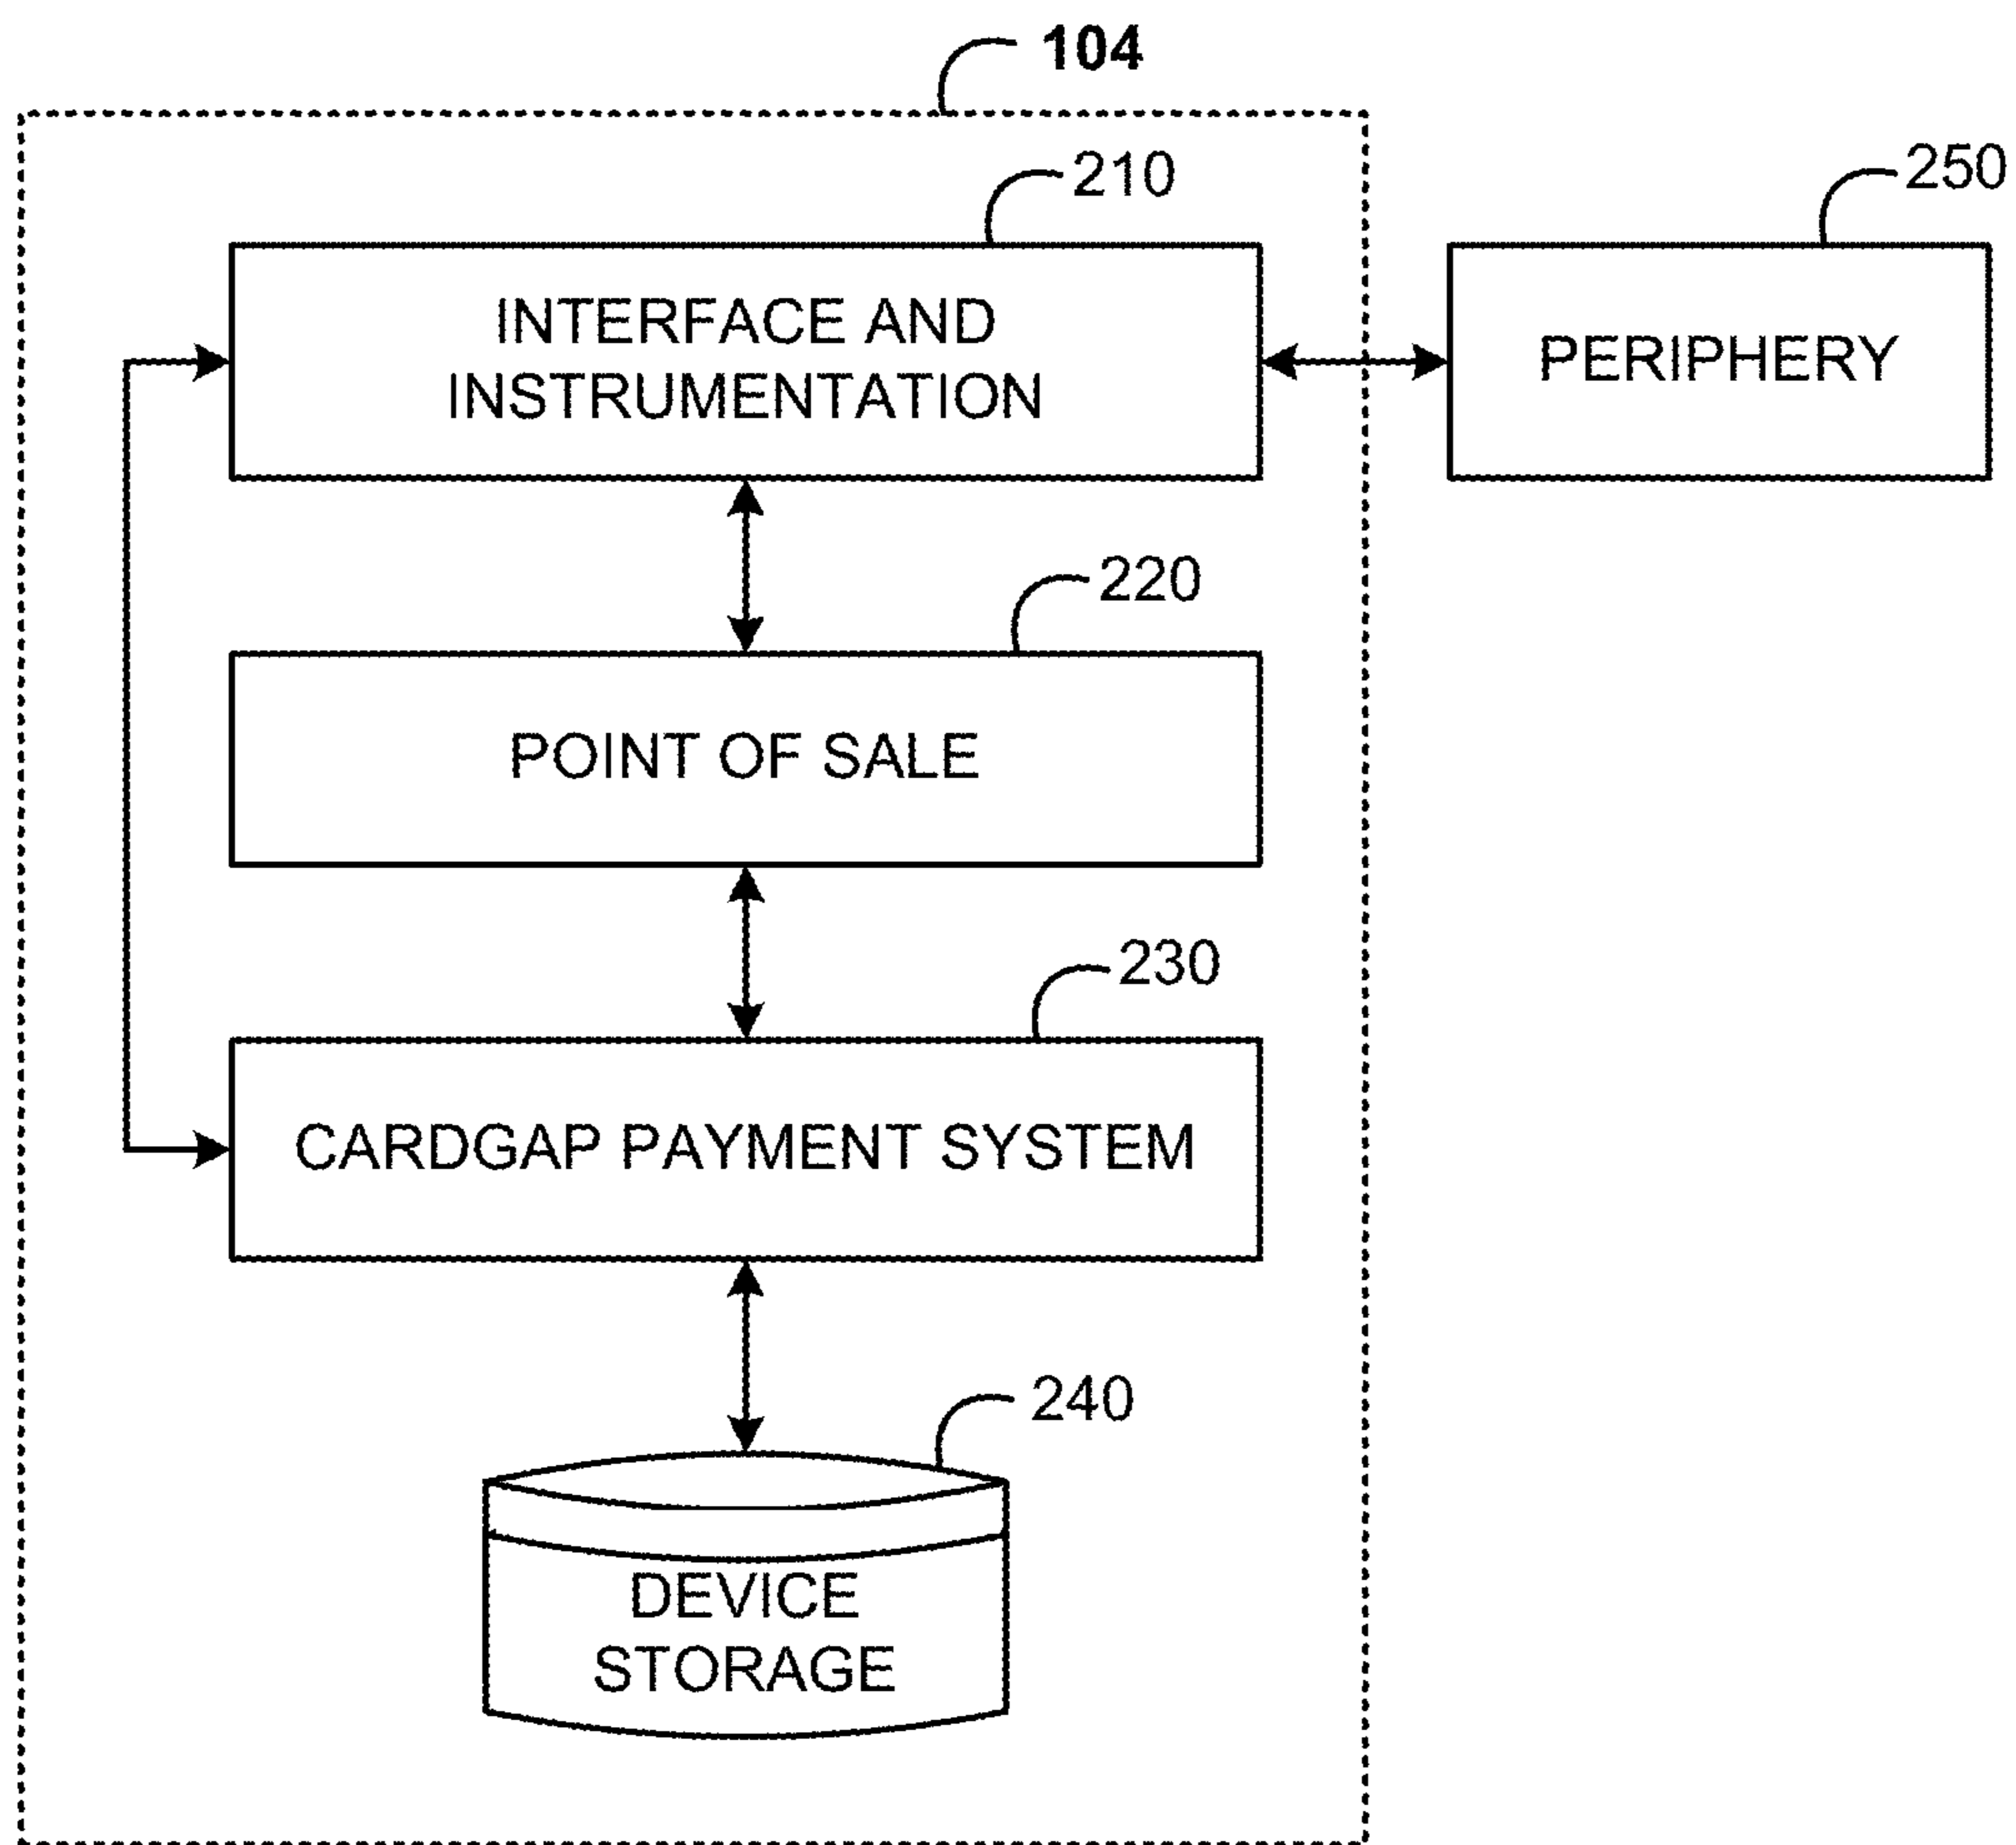 104
210
250
INTERFACE AND
INSTRUMENTATION
PERIPHERY
220
POINT OF SALE
230
CARDGAP PAYMENT SYSTEM
240
DEVICE
STORAGE